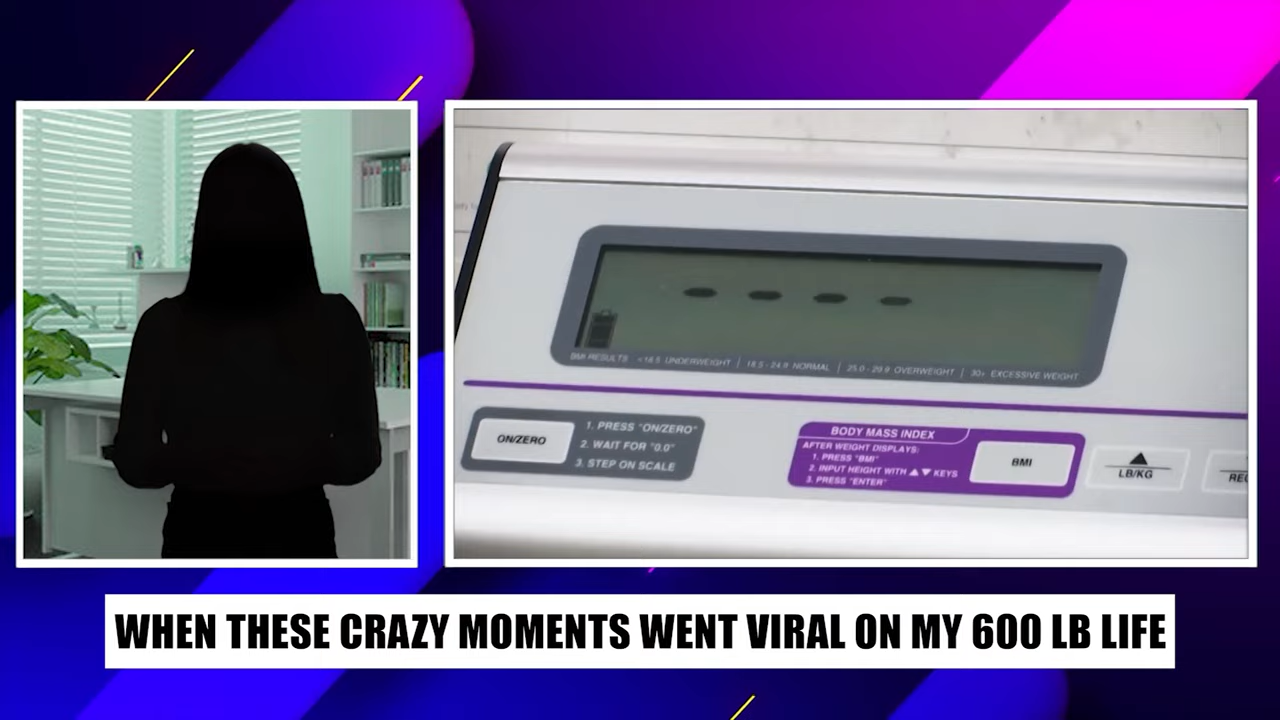 BMI RESULTS <18.5 UNDERWEIGHT | 18.5 - 24.9 NORMAL | 25.0 - 29.9 OVERWEIGHT | 30+ EXCESSIVE WEIGHT
ON/ZERO
1. PRESS "ON/ZERO"
2. WAIT FOR "0.0"
3. STEP ON SCALE
BODY MASS INDEX
AFTER WEIGHT DISPLAYS:
1. PRESS "BMI"
2. INPUT HEIGHT WITH ▲ ▼ KEYS
3. PRESS "ENTER"
BMI
▲
LB/KG
WHEN THESE CRAZY MOMENTS WENT VIRAL ON MY 600 LB LIFE